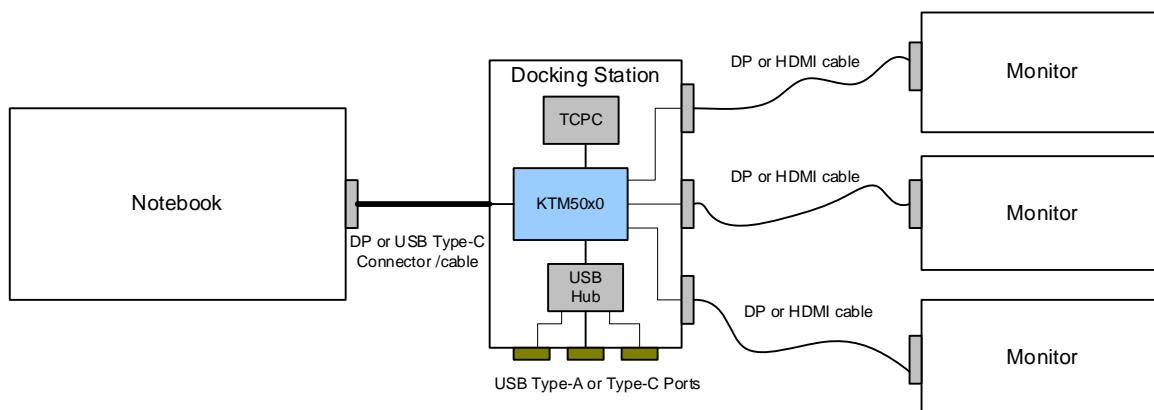 Notebook
DP or USB Type-C
Connector /cable
Docking Station
TCPC
KTM50x0
USB
Hub
USB Type-A or Type-C Ports
DP or HDMI cable
Monitor
DP or HDMI cable
Monitor
DP or HDMI cable
Monitor